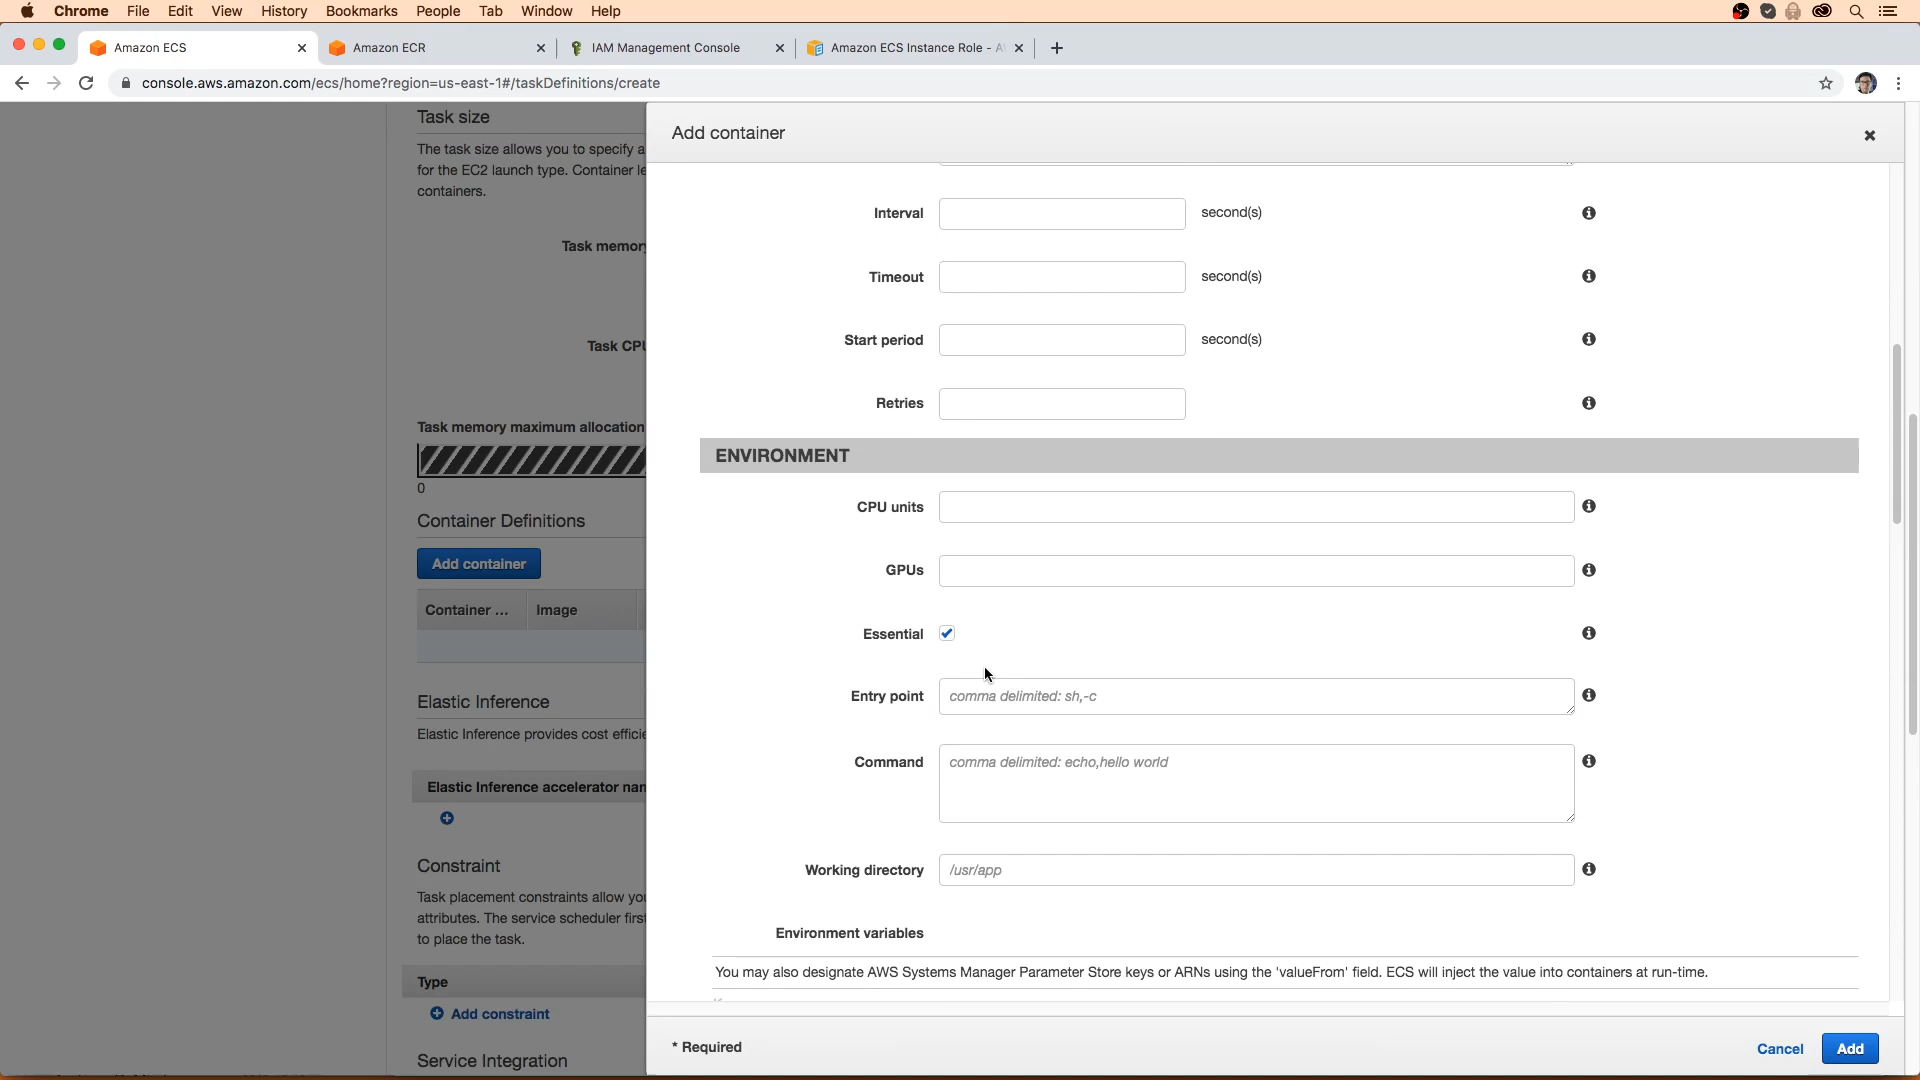 Chrome File Edit View History Bookmarks People Tab Window Help
Amazon ECS
Amazon ECR
IAM Management Console
Amazon ECS Instance Role -
console.aws.amazon.com/ecs/home?region=us-east-1#/taskDefinitions/create
Task size
The task size allows you to specify a
for the EC2 launch type. Container
containers.
Task memory
Task CPU
Task memory maximum allocation
0
Container Definitions
Add container
Container ... Image
Elastic Inference
Elastic Inference provides cost
Elastic Inference accelerator
Constraint
Task placement constraints allow
attributes. The service scheduler
to place the task.
Type
Add constraint
Service Integration
Add container
Interval second(s)
Timeout second(s)
Start period second(s)
Retries
ENVIRONMENT
CPU units
GPUs
Essential
Entry point comma delimited: sh,-c
Command comma delimited: echo,hello world
Working directory /usr/app
Environment variables
You may also designate AWS Systems Manager Parameter Store keys or ARNs using the 'valueFrom' field. ECS will inject the value into containers at run-time.
* Required
Cancel Add